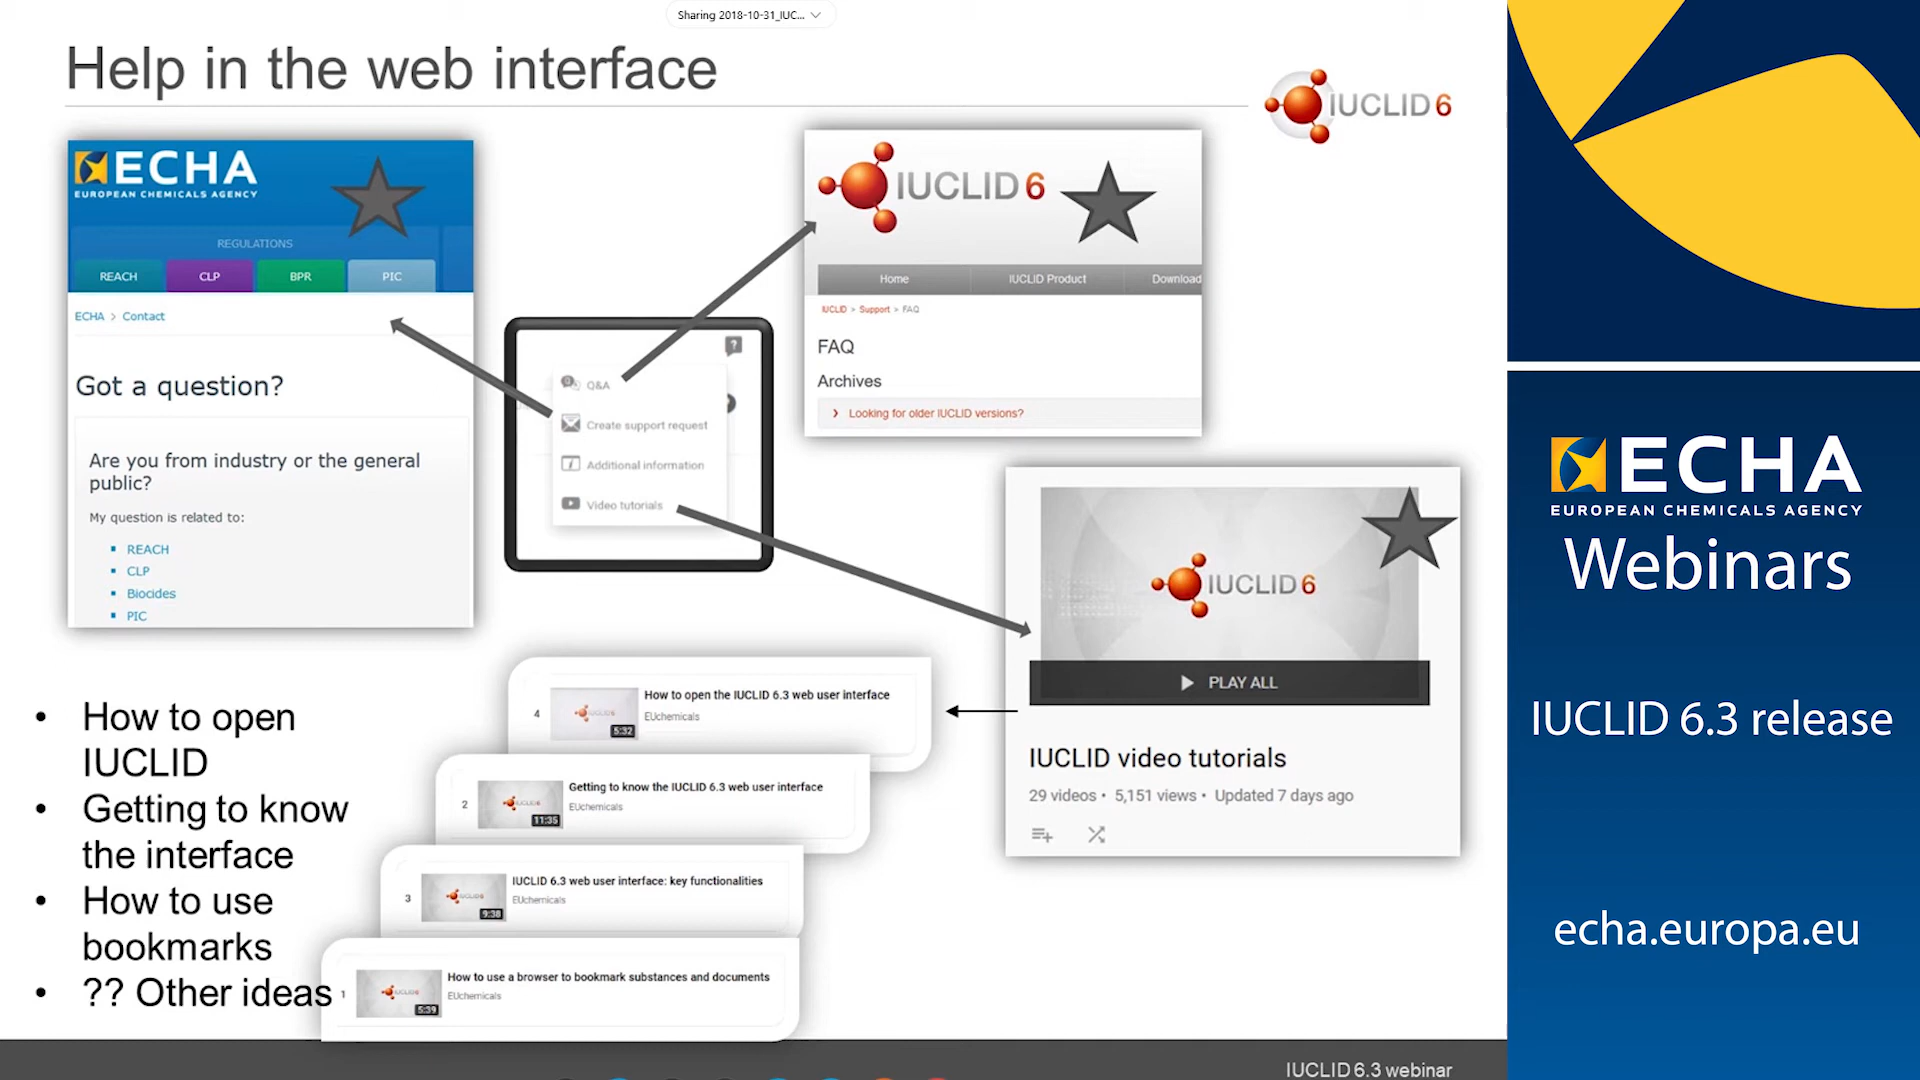 Sharing 2018-10-31_IUC...
Help in the web interface
IUCLID 6
ECHA
EUROPEAN CHEMICALS AGENCY
REGULATIONS
REACH
CLP
BPR
PIC
ECHA > Contact
Got a question?
Are you from industry or the general
public?
My question is related to:
REACH
CLP
Biocides
PIC
Q&A
Create support request
Additional information
Video tutorials
IUCLID 6
Home
IUCLID Product
Download
IUCLID > Support > FAQ
FAQ
Archives
Looking for older IUCLID versions?
IUCLID 6
PLAY ALL
IUCLID video tutorials
29 videos • 5,151 views • Updated 7 days ago
• How to open
IUCLID
• Getting to know
the interface
• How to use
bookmarks
• ?? Other ideas
4
IUCLID 6
5:32
How to open the IUCLID 6.3 web user interface
EUchemicals
2
IUCLID 6
11:35
Getting to know the IUCLID 6.3 web user interface
EUchemicals
3
IUCLID 6
9:38
IUCLID 6.3 web user interface: key functionalities
EUchemicals
1
IUCLID 6
5:39
How to use a browser to bookmark substances and documents
EUchemicals
IUCLID 6.3 webinar
ECHA
EUROPEAN CHEMICALS AGENCY
Webinars
IUCLID 6.3 release
echa.europa.eu